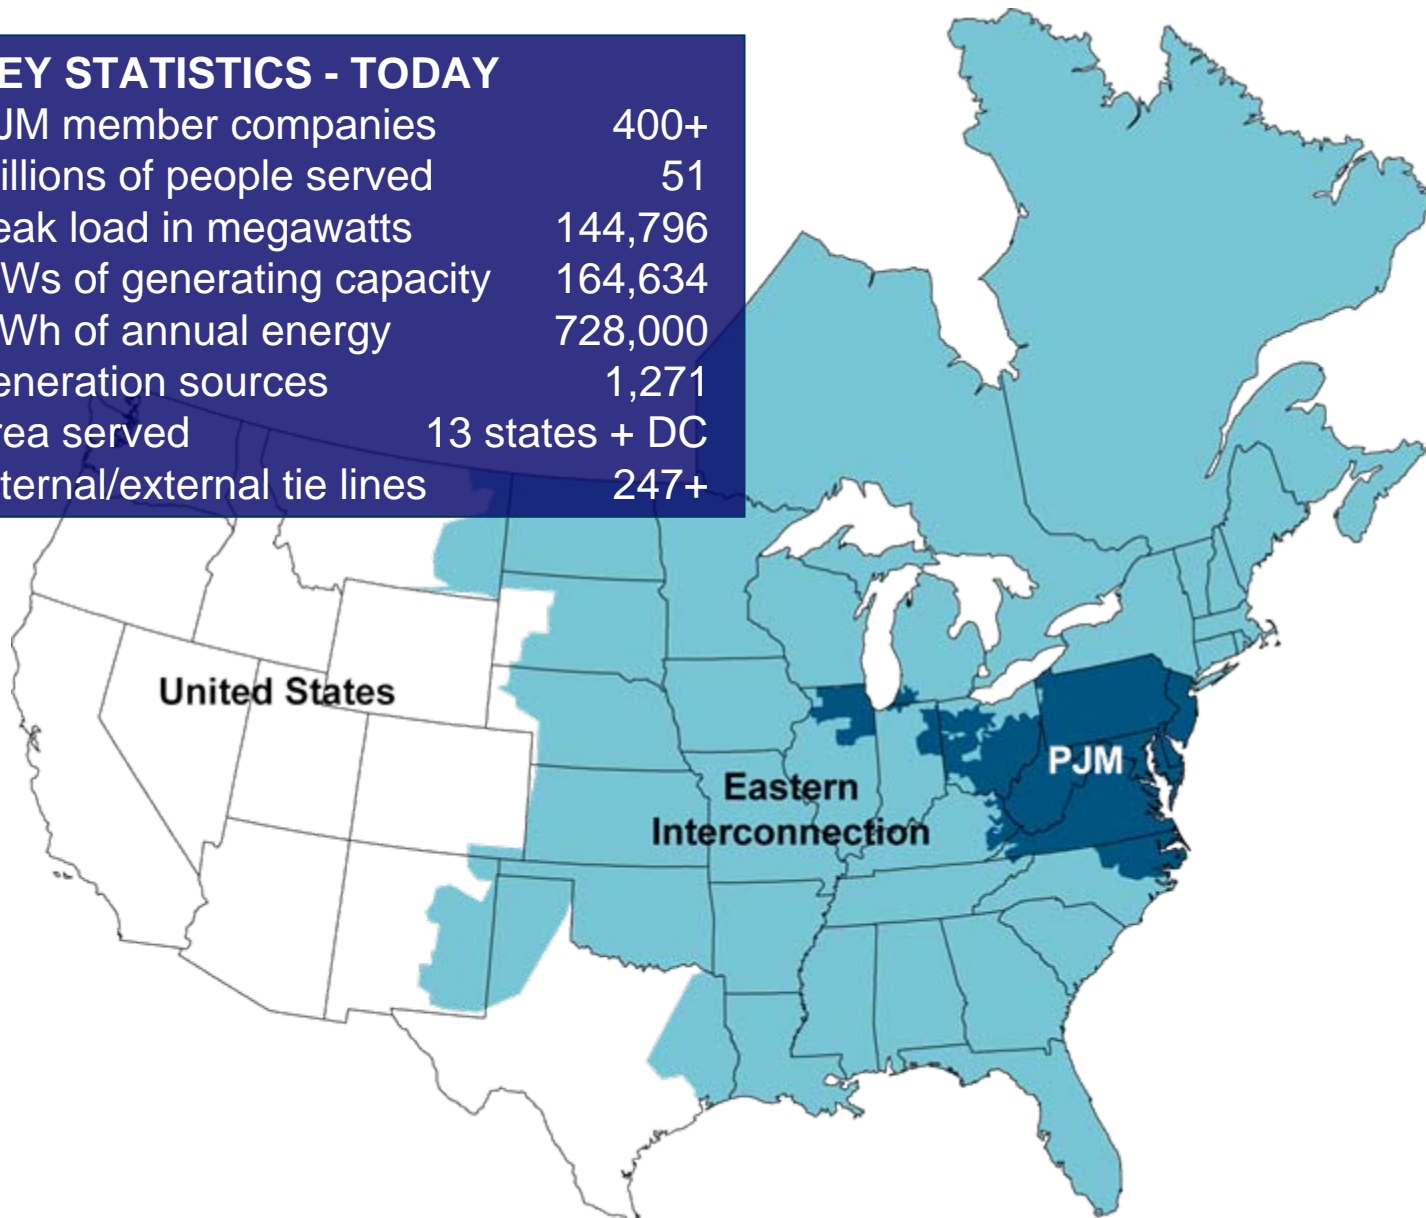 EY STATISTICS - TODAY
JM member companies 400+
illions of people served 51
eak load in megawatts 144,796
Ws of generating capacity 164,634
Wh of annual energy 728,000
eneration sources 1,271
rea served 13 states + DC
ternal/external tie lines 247+
United States
PJM
Eastern
Interconnection